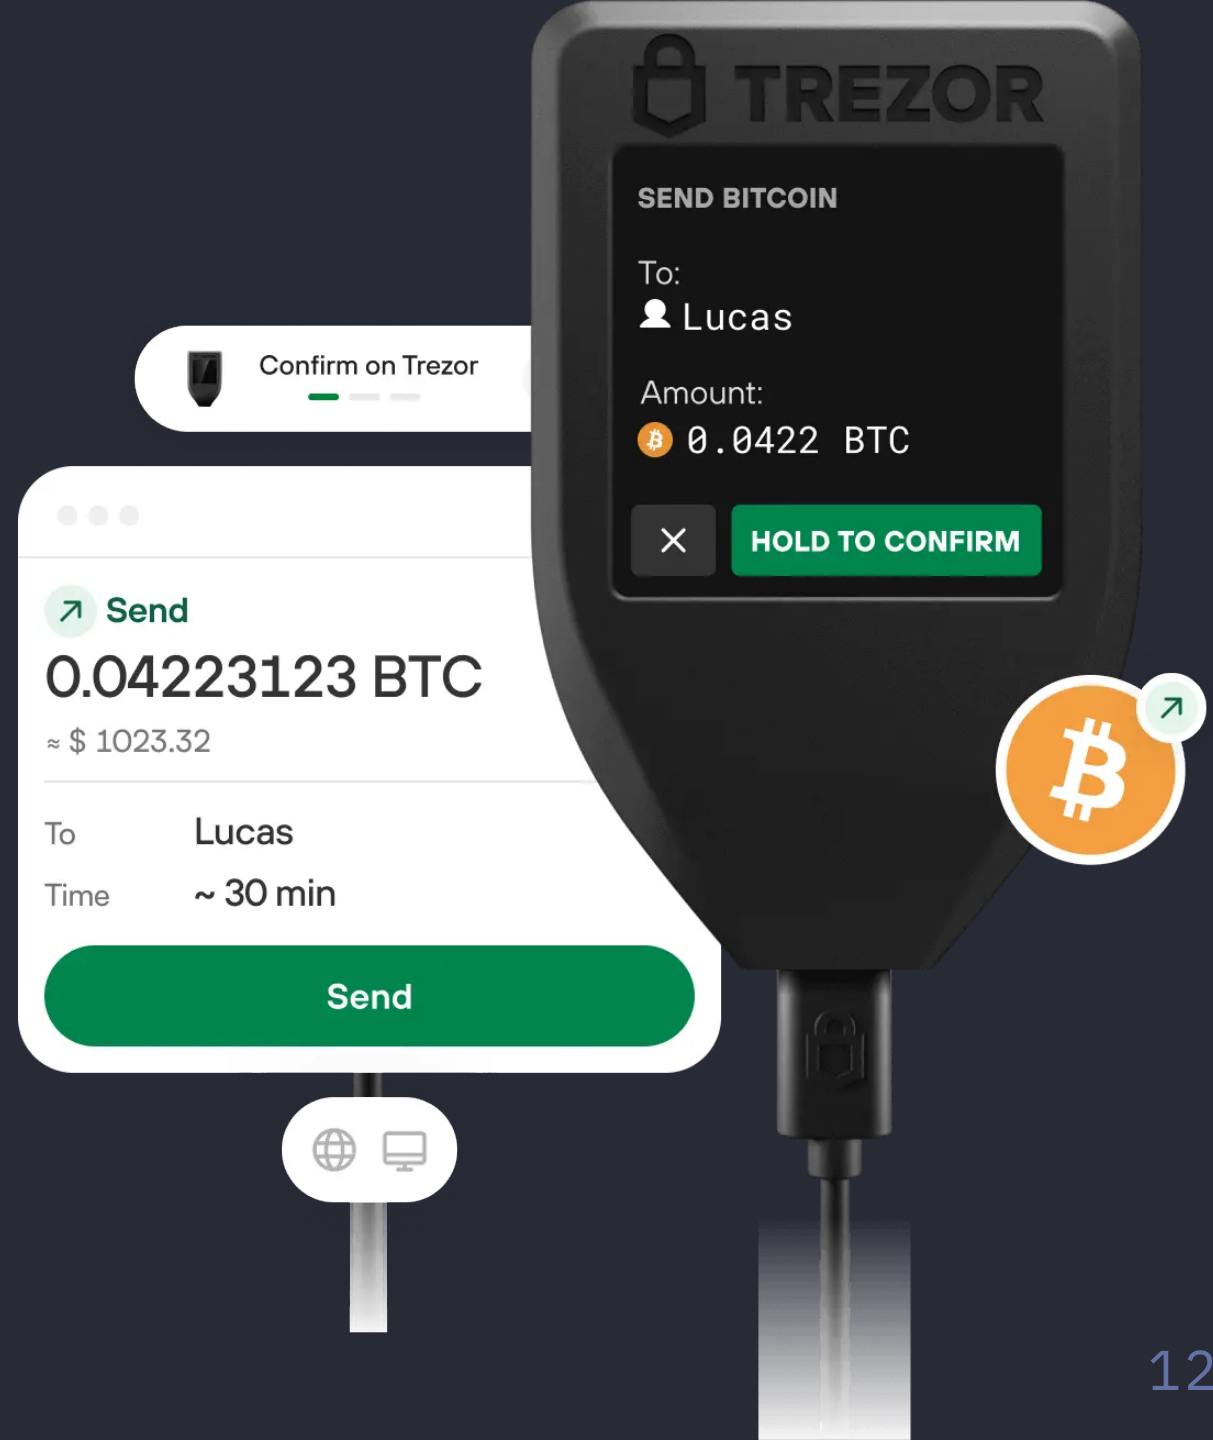 TREZOR
SEND BITCOIN
To:
Lucas
Amount:
0.0422 BTC
HOLD TO CONFIRM
Confirm on Trezor
Send
0.04223123 BTC
≈ $ 1023.32
To Lucas
Time ~ 30 min
Send
12